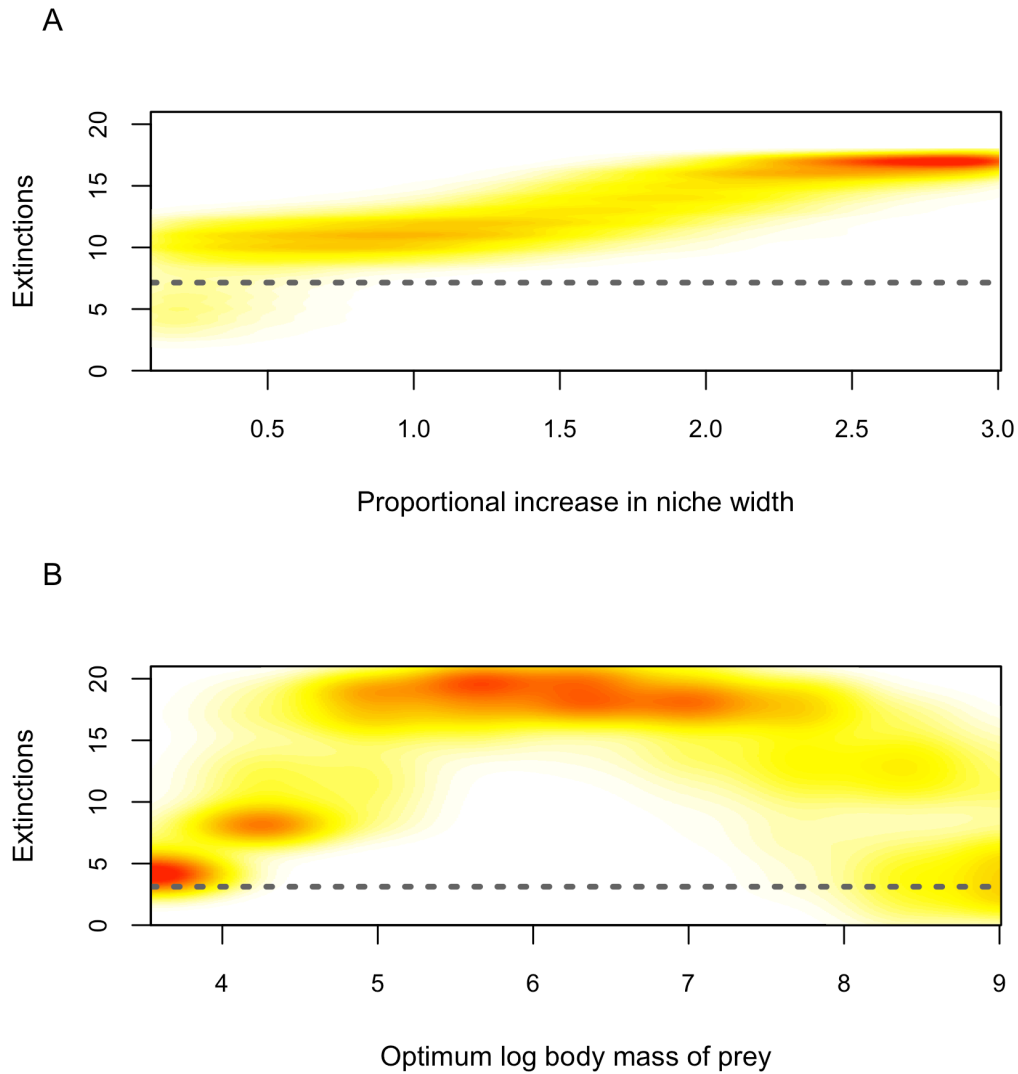 A
20
15
10
5
0
Extinctions
0.5 1.0 1.5 2.0 2.5 3.0
Proportional increase in niche width
B
20
15
10
5
0
Extinctions
4 5 6 7 8 9
Optimum log body mass of prey